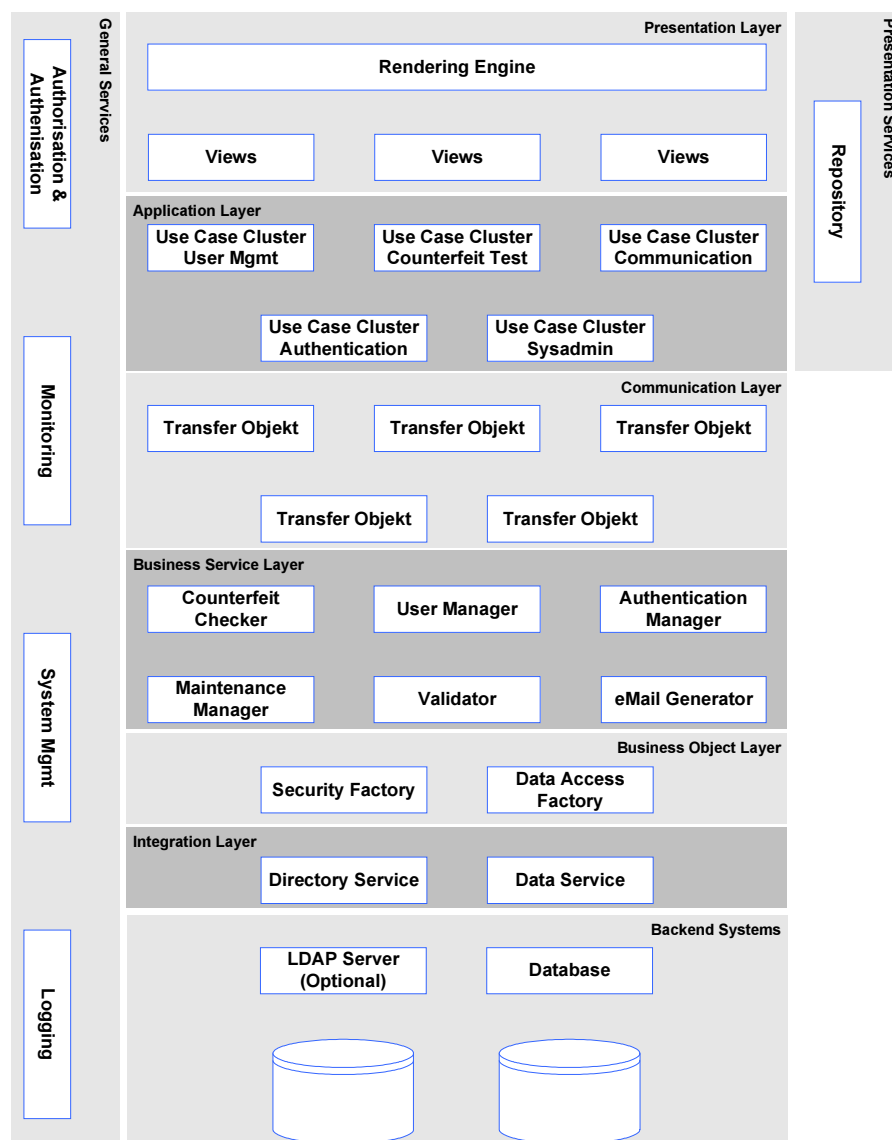 General Services
Authorisation &
Authenisation
Monitoring
System Mgmt
Logging
Presentation Layer
Rendering Engine
Views
Views
Views
Application Layer
Use Case Cluster
User Mgmt
Use Case Cluster
Counterfeit Test
Use Case Cluster
Communication
Use Case Cluster
Authentication
Use Case Cluster
Sysadmin
Communication Layer
Transfer Objekt
Transfer Objekt
Transfer Objekt
Transfer Objekt
Transfer Objekt
Business Service Layer
Counterfeit
Checker
User Manager
Authentication
Manager
Maintenance
Manager
Validator
eMail Generator
Business Object Layer
Security Factory
Data Access
Factory
Integration Layer
Directory Service
Data Service
Backend Systems
LDAP Server
(Optional)
Database
Presentation Services
Repository